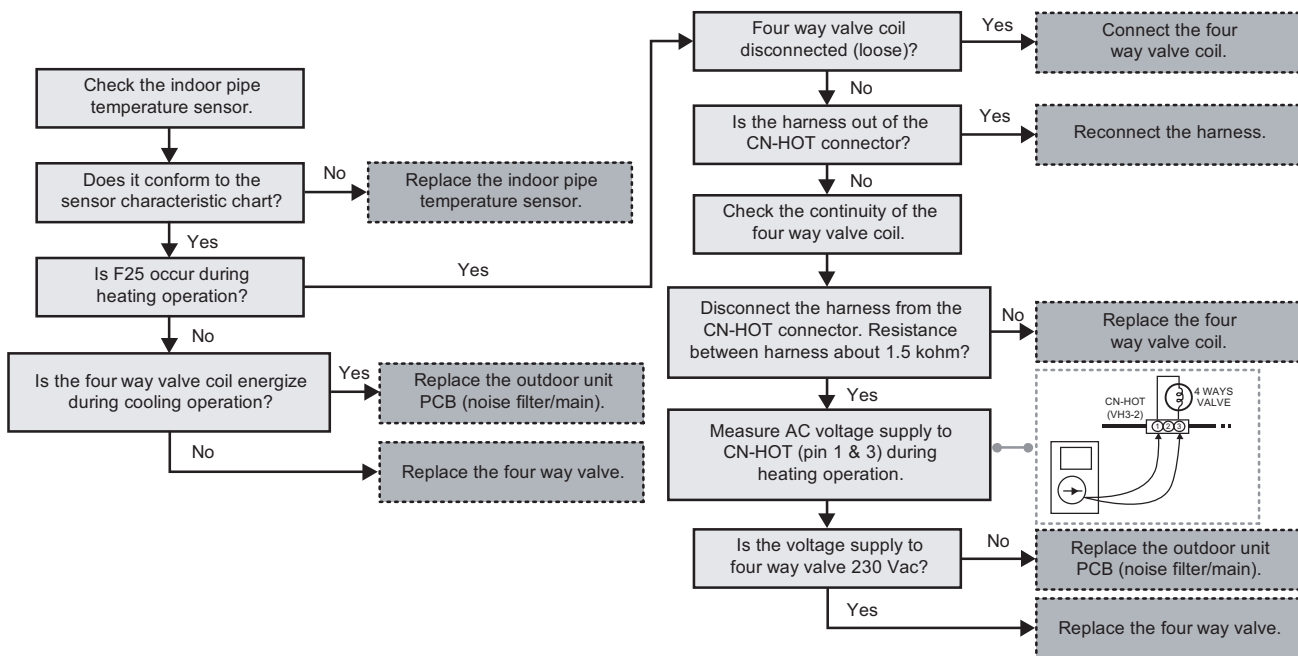 Check the indoor pipe
temperature sensor.
Does it conform to the
sensor characteristic chart?
No
Replace the indoor pipe
temperature sensor.
Yes
Is F25 occur during
heating operation?
Yes
No
Is the four way valve coil energize
during cooling operation?
Yes
Replace the outdoor unit
PCB (noise filter/main).
No
Replace the four way valve.
Four way valve coil
disconnected (loose)?
Yes
Connect the four
way valve coil.
No
Is the harness out of the
CN-HOT connector?
Yes
Reconnect the harness.
No
Check the continuity of the
four way valve coil.
Disconnect the harness from the
CN-HOT connector. Resistance
between harness about 1.5 kohm?
No
Replace the four
way valve coil.
Yes
Measure AC voltage supply to
CN-HOT (pin 1 & 3) during
heating operation.
CN-HOT
(VH3-2)
4 WAYS
VALVE
1 2 3
Is the voltage supply to
four way valve 230 Vac?
No
Replace the outdoor unit
PCB (noise filter/main).
Yes
Replace the four way valve.